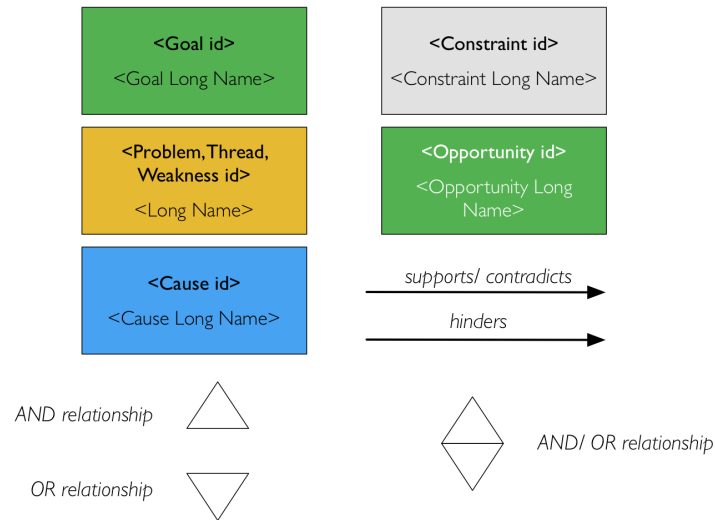 <Goal id>
<Goal Long Name>
<Constraint id>
<Constraint Long Name>
<Problem, Thread,
Weakness id>
<Long Name>
<Opportunity id>
<Opportunity Long
Name>
<Cause id>
<Cause Long Name>
supports/ contradicts
hinders
AND relationship
AND/ OR relationship
OR relationship